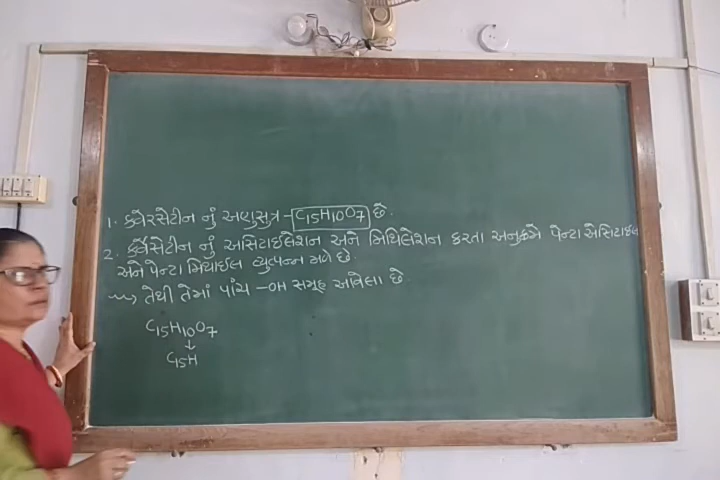 1. ક્વેરસેટીન નું અણુસુત્ર - C15H10O7 છે.
2. ક્વેરસેટીન નું અસિટાઈલેશન અને મિથિલેશન કરતા અનુક્રમે પેન્ટા એસિટાઈલ
અને પેન્ટા મિથાઈલ વ્યુત્પન્ન મળે છે.
તેથી તેમાં પાંચ -OH સમૂહ આવેલા છે
C15H10O7
↓
C15H